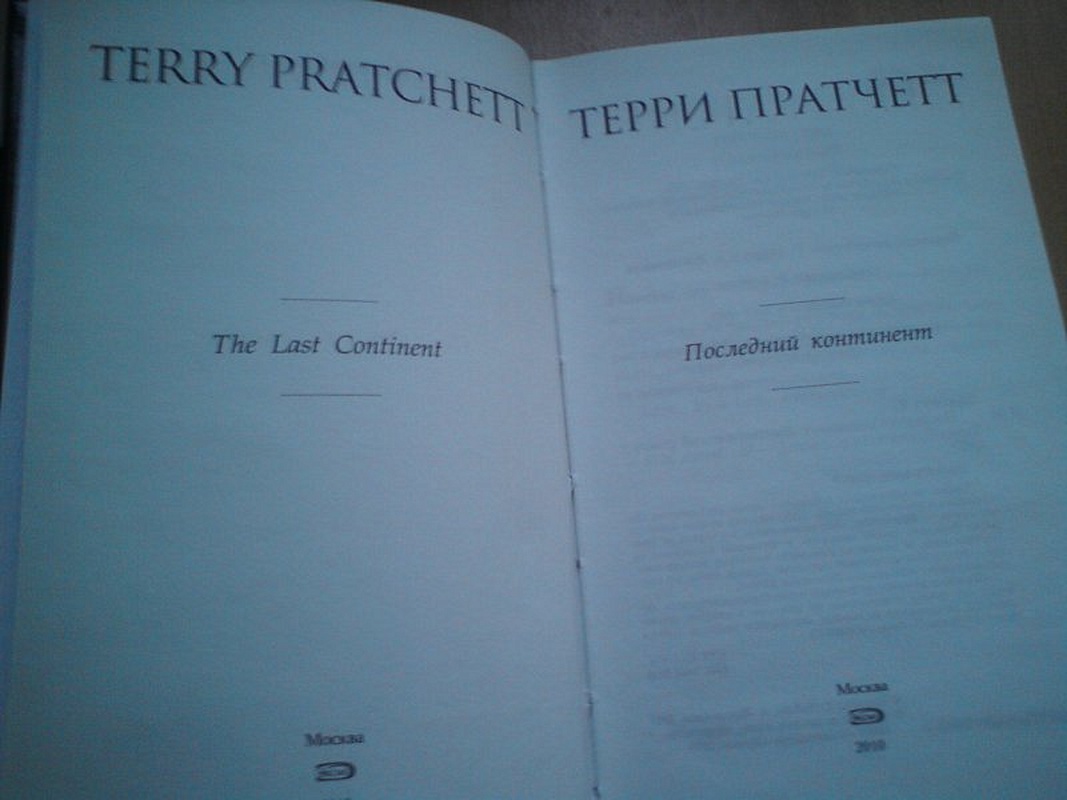 TERRY PRATCHETT
The Last Continent
Москва
ТЕРРИ ПРАТЧЕТТ
Последний континент
Москва
2010